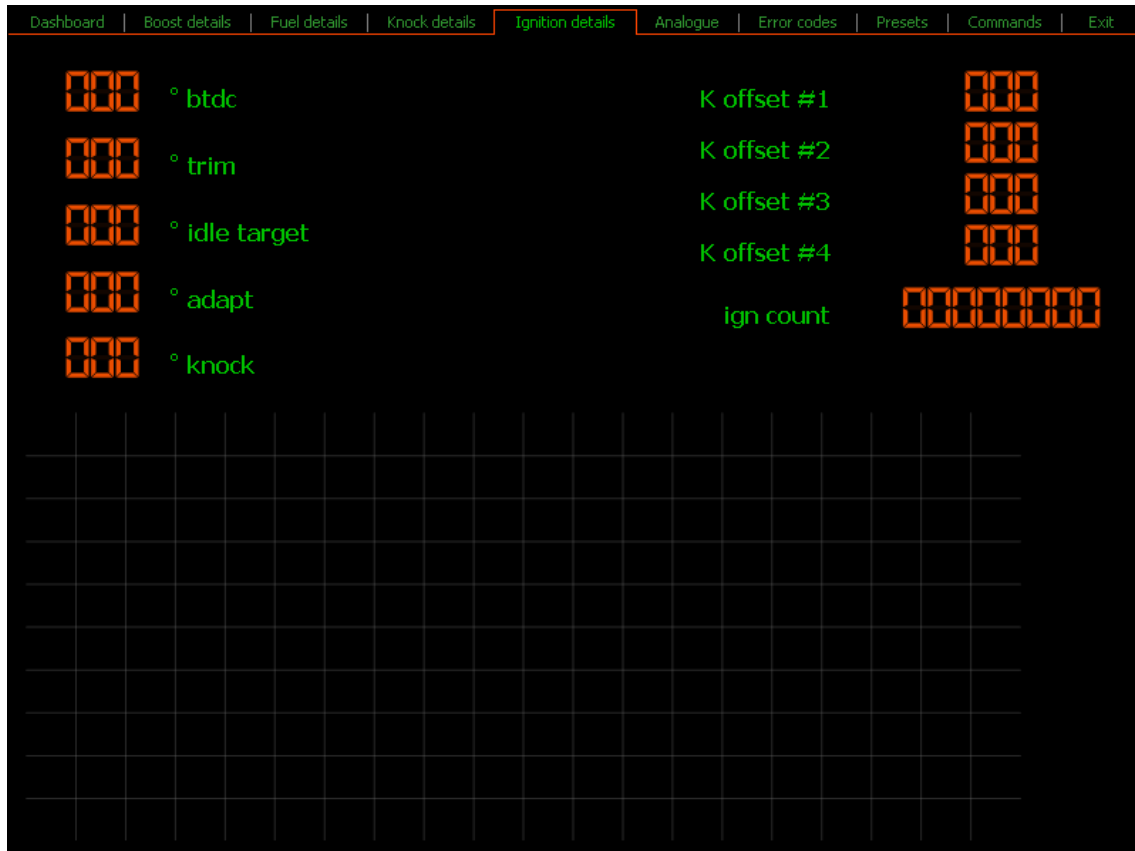 Dashboard | Boost details | Fuel details | Knock details | Ignition details | Analogue | Error codes | Presets | Commands | Exit
000 ° btdc
000 ° trim
000 ° idle target
000 ° adapt
000 ° knock
K offset #1 000
K offset #2 000
K offset #3 000
K offset #4 000
ign count 00000000